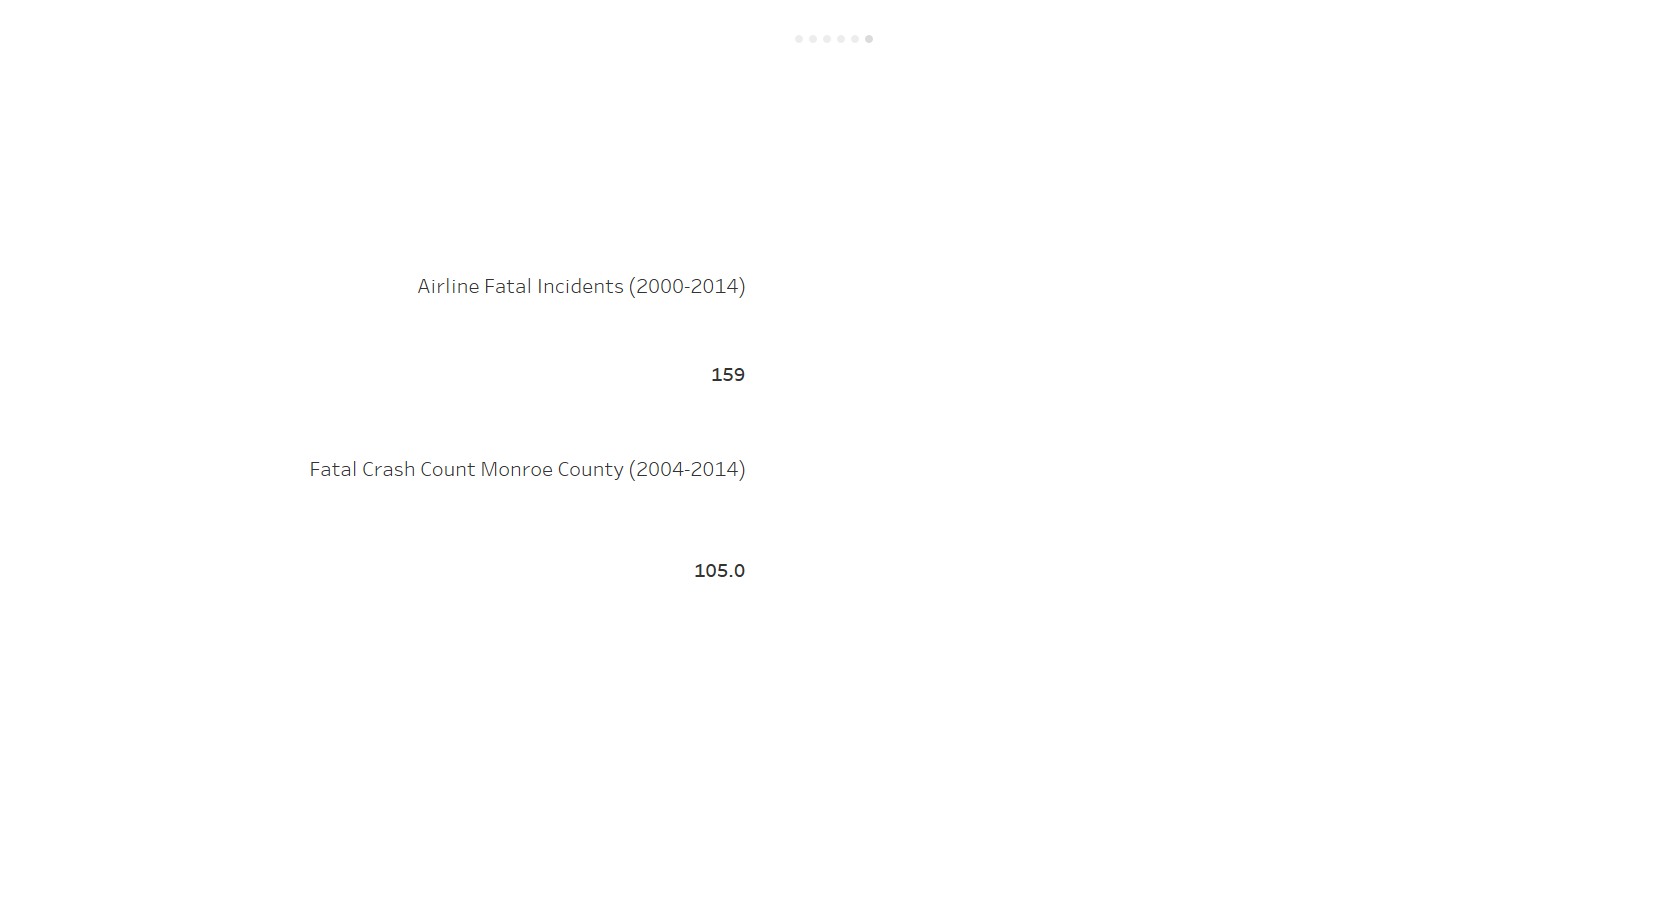 Airline Fatal Incidents (2000-2014)
159
Fatal Crash Count Monroe County (2004-2014)
105.0